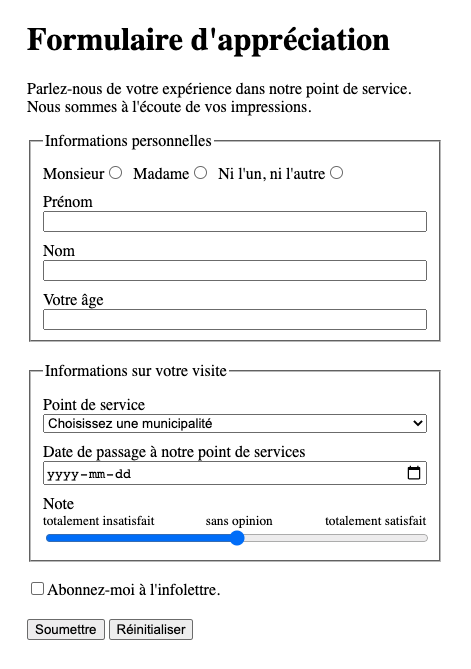 Formulaire d'appréciation
Parlez-nous de votre expérience dans notre point de service.
Nous sommes à l'écoute de vos impressions.
Informations personnelles
Monsieur Madame Ni l'un, ni l'autre
Prénom
Nom
Votre âge
Informations sur votre visite
Point de service
Choisissez une municipalité
Date de passage à notre point de services
yyyy-mm-dd
Note
totalement insatisfait sans opinion totalement satisfait
Abonnez-moi à l'infolettre.
Soumettre Réinitialiser